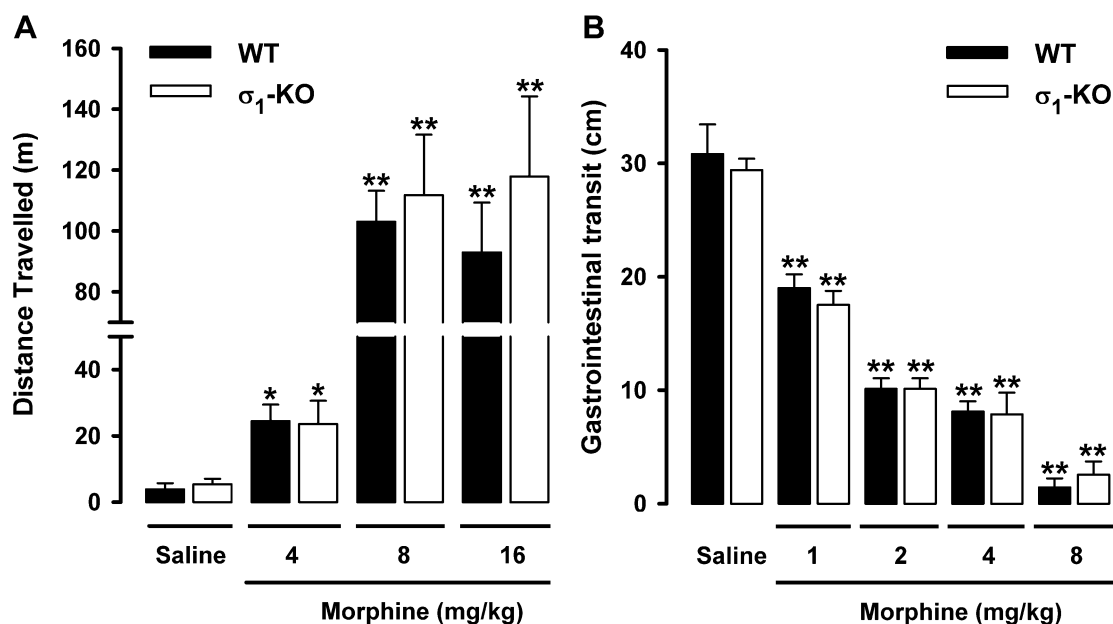 A
WT
σ1-KO
Distance Travelled (m)
160
140
120
100
80
40
20
0
*
*
**
**
**
**
Saline
4
8
16
Morphine (mg/kg)
B
WT
σ1-KO
Gastrointestinal transit (cm)
40
30
20
10
0
**
**
**
**
**
**
**
**
Saline
1
2
4
8
Morphine (mg/kg)